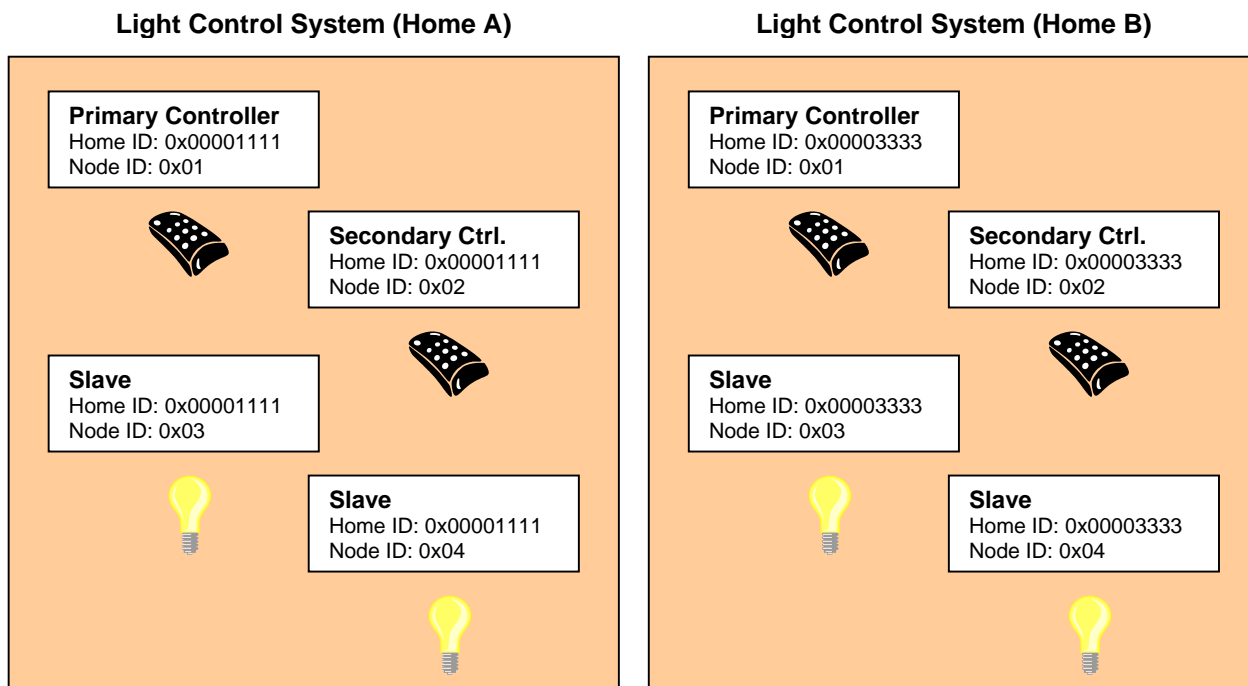 Light Control System (Home A)
Primary Controller
Home ID: 0x00001111
Node ID: 0x01
Secondary Ctrl.
Home ID: 0x00001111
Node ID: 0x02
Slave
Home ID: 0x00001111
Node ID: 0x03
Slave
Home ID: 0x00001111
Node ID: 0x04
Light Control System (Home B)
Primary Controller
Home ID: 0x00003333
Node ID: 0x01
Secondary Ctrl.
Home ID: 0x00003333
Node ID: 0x02
Slave
Home ID: 0x00003333
Node ID: 0x03
Slave
Home ID: 0x00003333
Node ID: 0x04